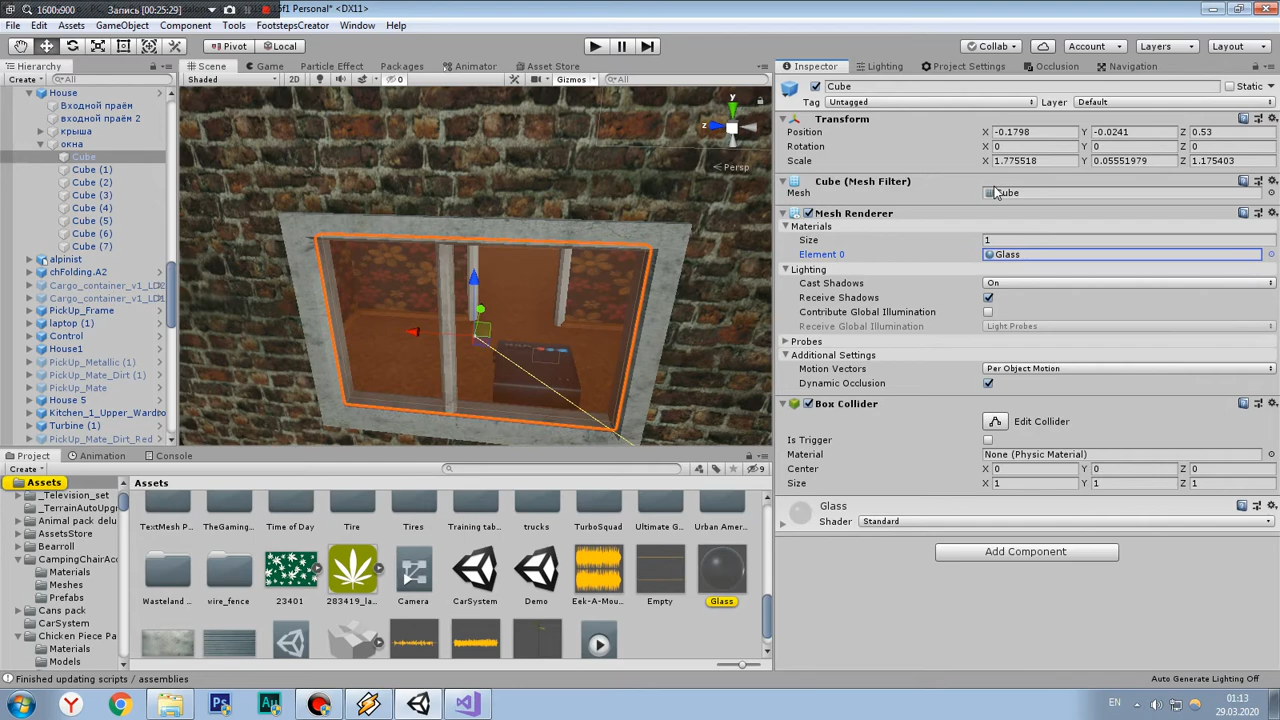 1600x900 Запись [00:25:29] 5f1 Personal* <DX11>
File Edit Assets GameObject Component Tools FootstepsCreator Window Help
Pivot Local Collab Account Layers Layout
Hierarchy Scene Game Particle Effect Packages Animator Asset Store Inspector Lighting Project Settings Occlusion Navigation
Create All Shaded 2D 0 Gizmos All
House
Входной праём
входной праём 2
крыша
окна
Cube
Cube (1)
Cube (2)
Cube (3)
Cube (4)
Cube (5)
Cube (6)
Cube (7)
alpinist
chFolding.A2
Cargo_container_v1_LD
Cargo_container_v1_LD
PickUp_Frame
laptop (1)
Control
House1
PickUp_Metallic (1)
PickUp_Mate_Dirt (1)
PickUp_Mate
House 5
Kitchen_1_Upper_Wardro
Turbine (1)
PickUp_Mate_Dirt_Red
y
z
Persp
Cube Static
Tag Untagged Layer Default
Transform
Position X -0.1798 Y -0.0241 Z 0.53
Rotation X 0 Y 0 Z 0
Scale X 1.775518 Y 0.05551979 Z 1.175403
Cube (Mesh Filter)
Mesh Cube
Mesh Renderer
Materials
Size 1
Element 0 Glass
Lighting
Cast Shadows On
Receive Shadows
Contribute Global Illumination
Receive Global Illumination Light Probes
Probes
Additional Settings
Motion Vectors Per Object Motion
Dynamic Occlusion
Box Collider
Edit Collider
Is Trigger
Material None (Physic Material)
Center X 0 Y 0 Z 0
Size X 1 Y 1 Z 1
Glass
Shader Standard
Add Component
Project Animation Console
Create 9
Assets
_Television_set
_TerrainAutoUpgr
Animal pack delu
AssetsStore
Bearroll
CampingChairAcc
Materials
Meshes
Prefabs
Cans pack
CarSystem
Chicken Piece Pa
Materials
Models
Assets
TextMesh P... TheGaming... Time of Day Tire Tires Training tab... trucks TurboSquad Ultimate G... Urban Amer...
Wasteland ... wire_fence 23401 283419_la... Camera CarSystem Demo Eek-A-Mou... Empty Glass
Finished updating scripts / assemblies Auto Generate Lighting Off
EN 01:13
29.03.2020